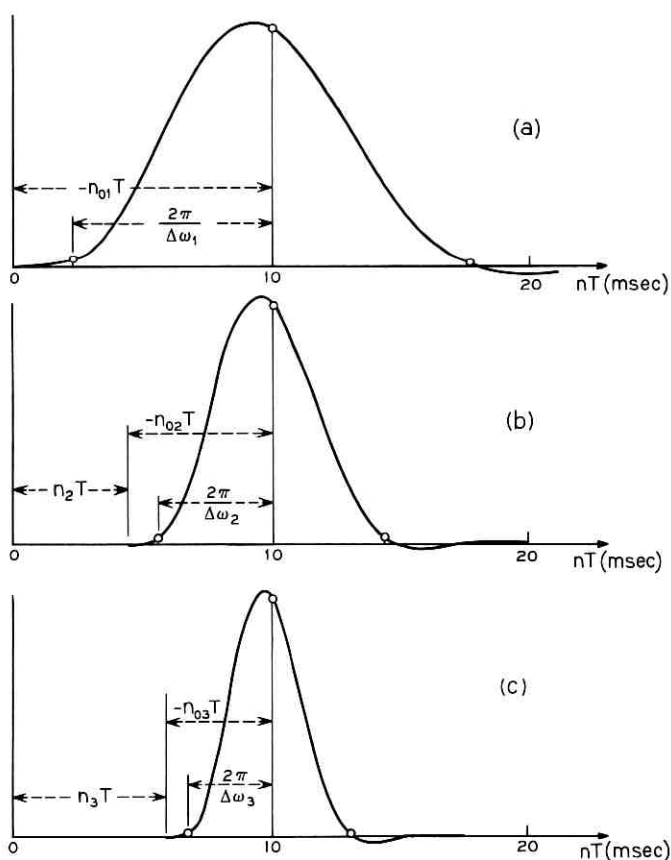 (a)
-n₀₁T
2π
Δω₁
0 10 20
nT(msec)
(b)
-n₀₂T
n₂T
2π
Δω₂
0 10 20
nT(msec)
(c)
-n₀₃T
2π
Δω₃
n₃T
0 10 20
nT(msec)